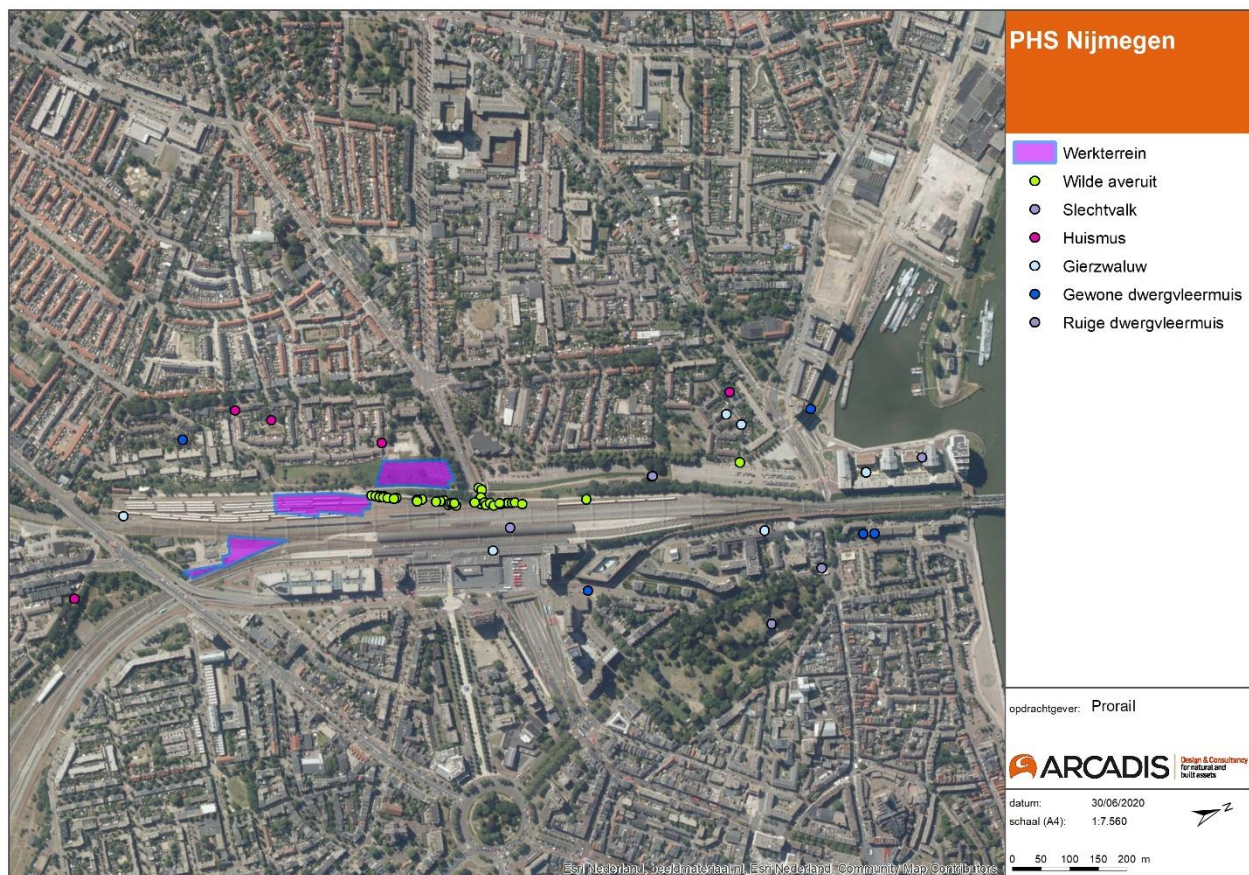 PHS Nijmegen
Werkterrein
Wilde averuit
Slechtvalk
Huismus
Gierzwaluw
Gewone dwergvleermuis
Ruige dwergvleermuis
opdrachtgever: Prorail
ARCADIS
Design & Consultancy
for natural and
built assets
datum: 30/06/2020
schaal (A4): 1:7.560
Z
0 50 100 150 200 m
Esri Nederland, beeldmateriaal.nl, Esri Nederland, Community Map Contributors